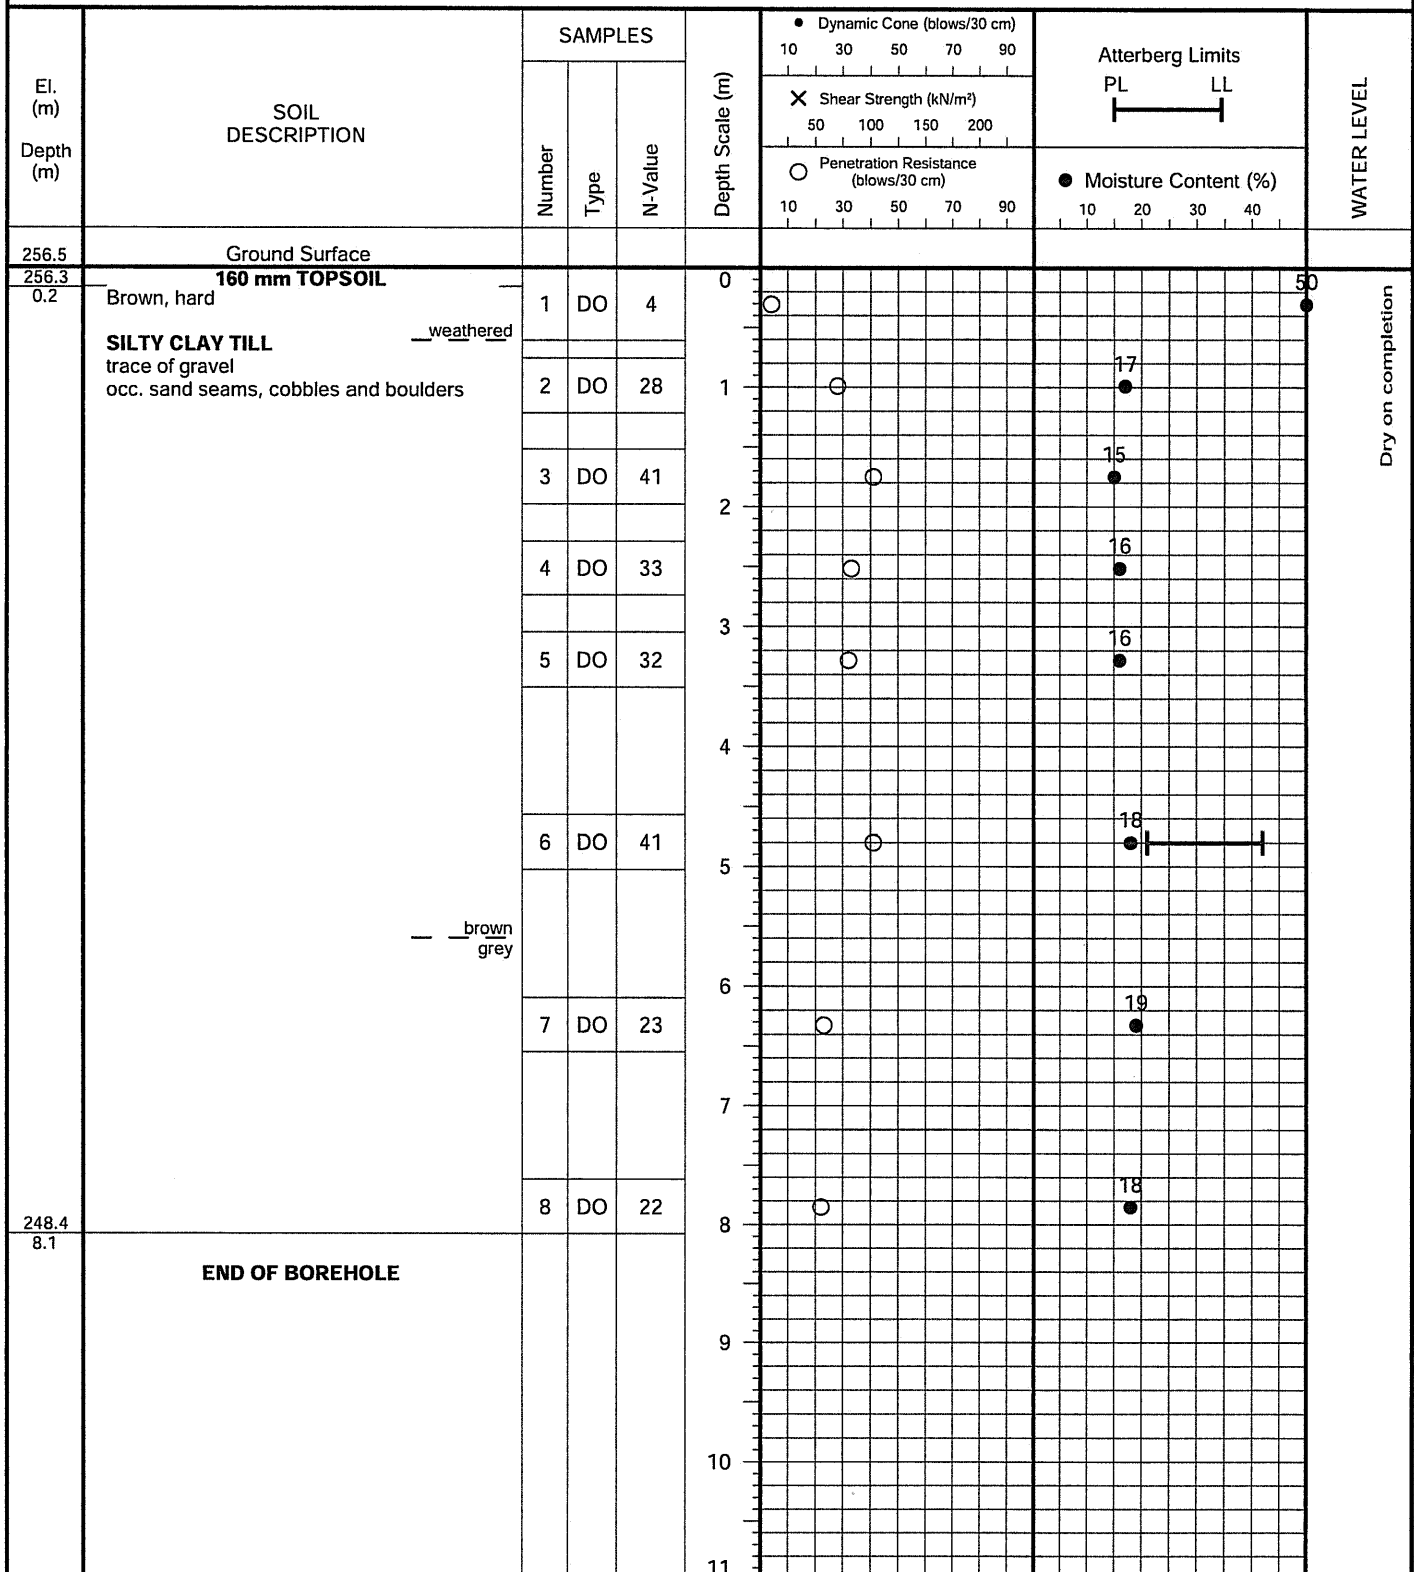 El.
(m)
Depth
(m)
SOIL
DESCRIPTION
SAMPLES
Number
Type
N-Value
Depth Scale (m)
Dynamic Cone (blows/30 cm)
10 30 50 70 90
Shear Strength (kN/m²)
50 100 150 200
Penetration Resistance
(blows/30 cm)
10 30 50 70 90
Atterberg Limits
PL LL
Moisture Content (%)
10 20 30 40
WATER LEVEL
256.5 Ground Surface
256.3 160 mm TOPSOIL 0
0.2 Brown, hard 1 DO 4 50
weathered
SILTY CLAY TILL
trace of gravel
occ. sand seams, cobbles and boulders
2 DO 28 1 17
3 DO 41 15
2
4 DO 33 16
3
5 DO 32 16
4
6 DO 41 18
5
brown
grey
6
7 DO 23 19
7
8 DO 22 18
248.4 8
8.1
END OF BOREHOLE
9
10
11
Dry on completion